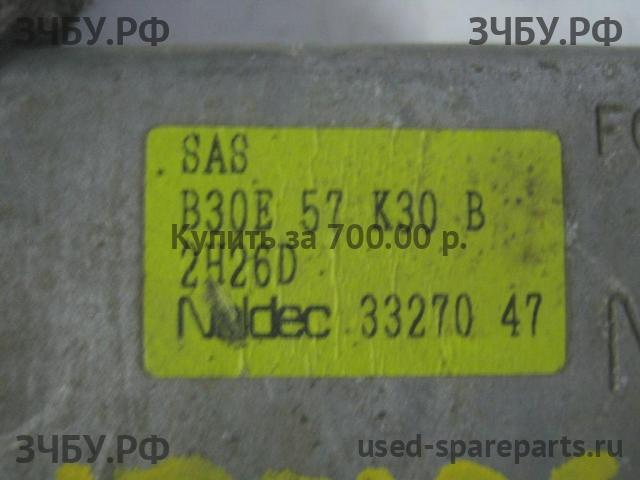 ЗЧБУ.РФ ЗЧБУ.РФ
SAS
B30E 57 K30 B
Купить за 700.00 р.
2H26D
Naldec 33270 47
ЗЧБУ.РФ used-spareparts.ru